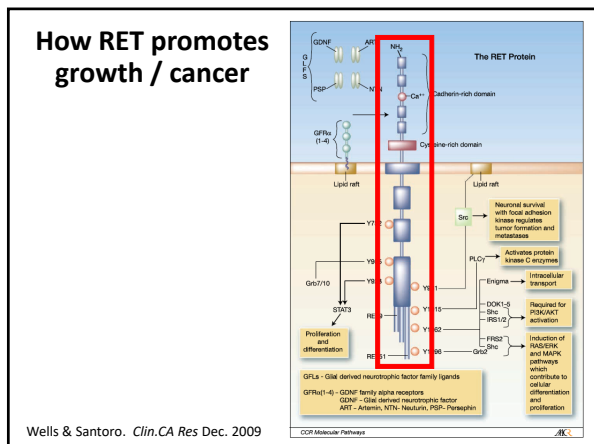 How RET promotes
growth / cancer
GDNF
NH₂
The RET Protein
G
L
F
S
PSP
Ca++
Cadherin-rich domain
GFRα
(1-4)
Lipid raft
Lipid raft
Src
Neuronal survival
with focal adhesion
kinase regulates
tumor formation and
metastases
PLCγ
Activates protein
kinase C enzymes
Enigma
Intracellular
transport
Grb7/10
DOK1-5
Shc
IRS1/2
Required for
PI3K/AKT
activation
STAT3
FRS2
Shc
Grb2
Induction of
RAS/ERK
and MAPK
pathways
which
contribute to
cellular
differentiation
and
proliferation
Proliferation
and
differentiation
GFLs - Glial derived neurotrophic factor family ligands
GFRα(1-4) - GDNF family alpha receptors
GDNF - Glial derived neurotrophic factor
ART - Artemin, NTN- Neuturin, PSP- Persephin
Wells & Santoro. Clin.CA Res Dec. 2009
CCR Molecular Pathways